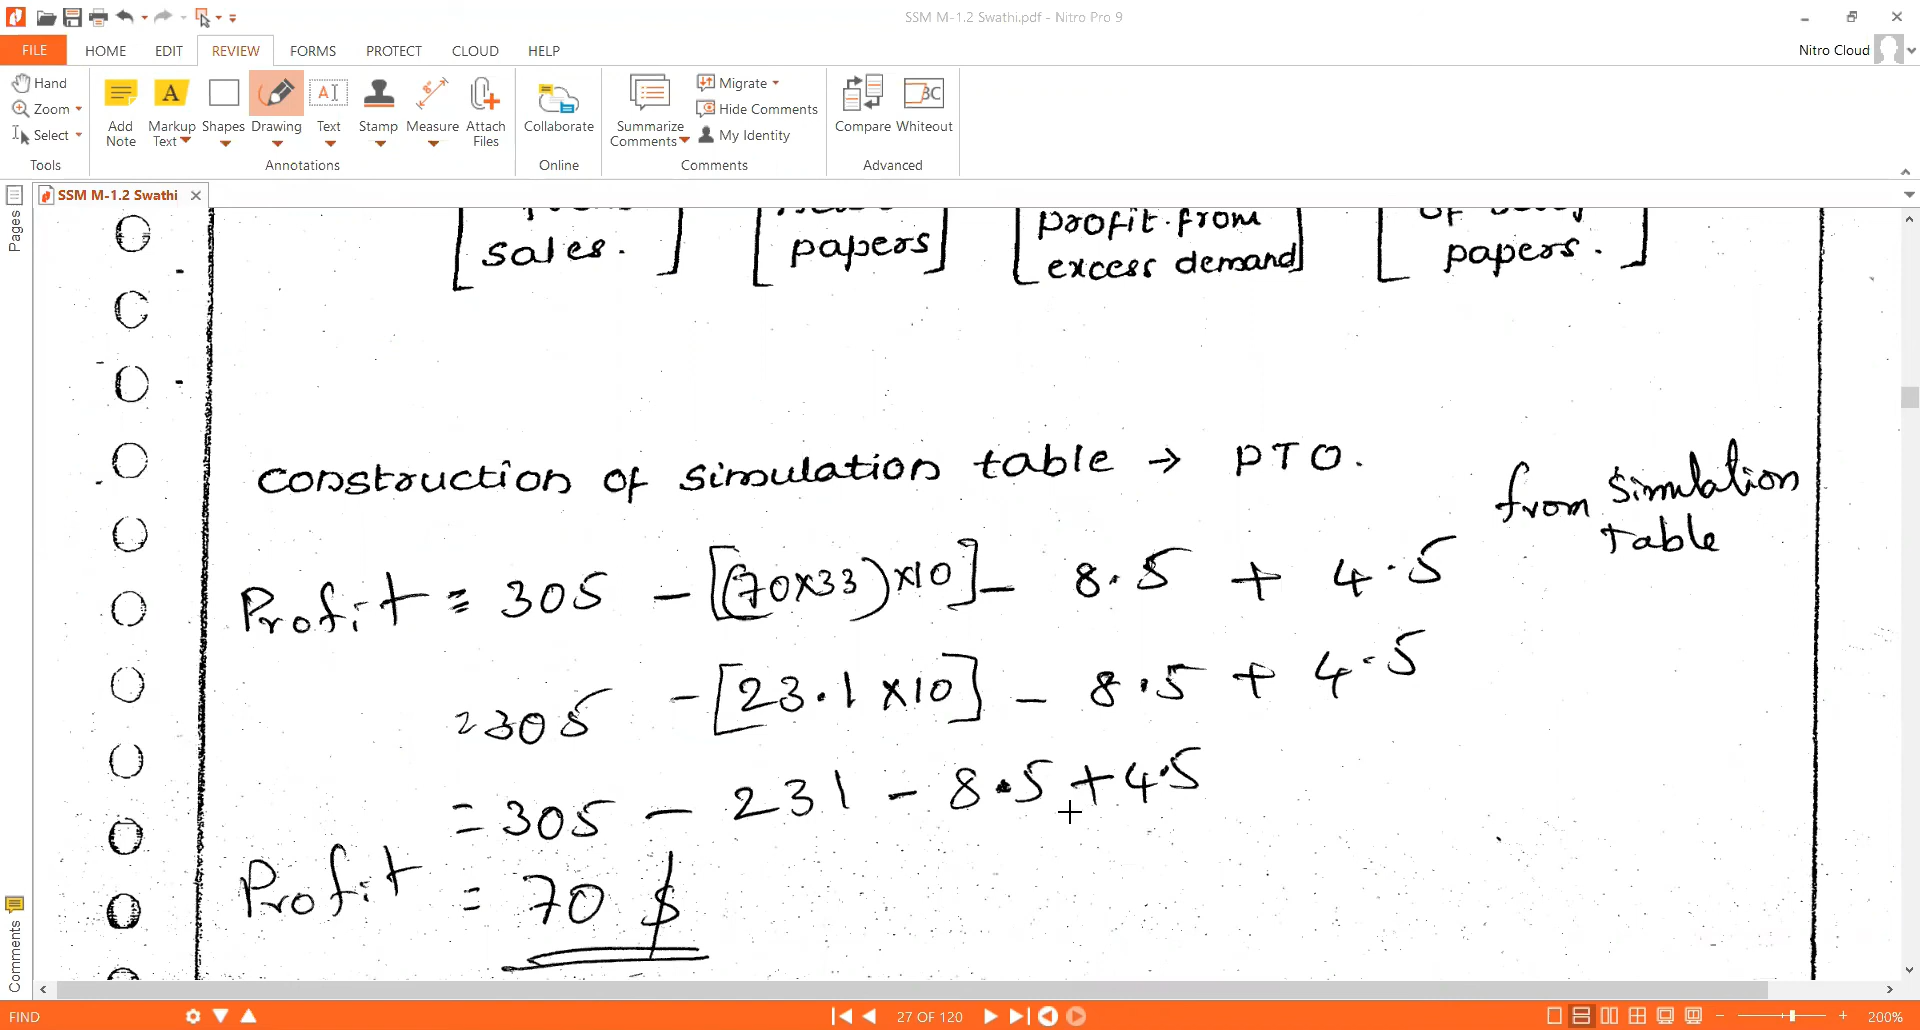 SSM M-1.2 Swathi.pdf - Nitro Pro 9
FILE HOME EDIT REVIEW FORMS PROTECT CLOUD HELP
Nitro Cloud
Hand
Zoom
Select
Tools
Add Note
Markup Text
Shapes
Drawing
Text
Stamp
Measure
Attach Files
Annotations
Collaborate
Online
Summarize Comments
Migrate
Hide Comments
My Identity
Comments
Compare
Whiteout
Advanced
Pages
SSM M-1.2 Swathi
sales. papers profit from papers.
excess demand
construction of simulation table → PTO.
from simulation table
Profit = 305 - [(70x33)x10] - 8.5 + 4.5
=305 - [23.1 x10] - 8.5 + 4.5
= 305 - 231 - 8.5 + 4.5
Profit = 70 $
Comments
FIND
27 OF 120
200%